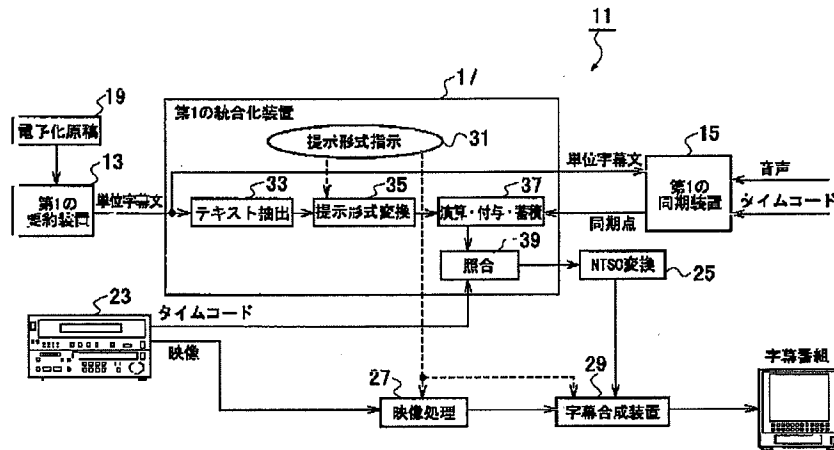 11
17
19
電子化原稿
第1の統合化装置
提示形式指示
31
15
13
単位字幕文
第1の
同期装置
音声
タイムコード
第1の
要約装置
単位字幕文
33
テキスト抽出
35
提示形式変換
37
演算・付与・蓄積
同期点
39
照合
NTSC変換
25
23
タイムコード
映像
27
映像処理
29
字幕合成装置
字幕番組